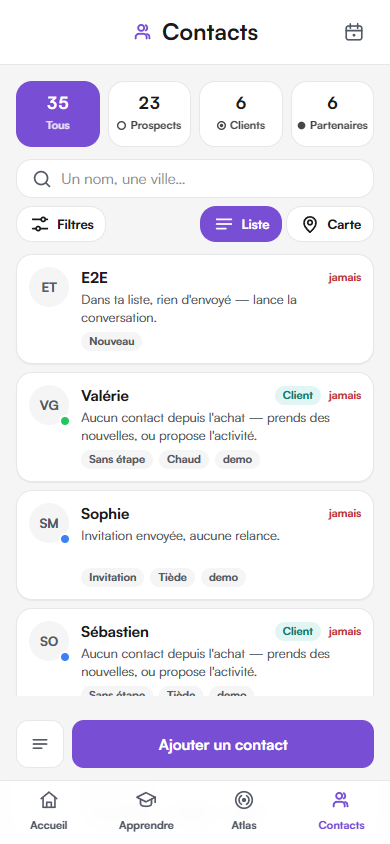 Contacts
35
Tous
23
Prospects
6
Clients
6
Partenaires
Un nom, une ville...
Filtres
Liste
Carte
ET
E2E
jamais
Dans ta liste, rien d'envoyé — lance la
conversation.
Nouveau
VG
Valérie
Client
jamais
Aucun contact depuis l'achat — prends des
nouvelles, ou propose l'activité.
Sans étape
Chaud
demo
SM
Sophie
jamais
Invitation envoyée, aucune relance.
Invitation
Tiède
demo
SO
Sébastien
Client
jamais
Aucun contact depuis l'achat — prends des
nouvelles, ou propose l'activité.
Sans étape
Tiède
demo
Ajouter un contact
Accueil
Apprendre
Atlas
Contacts